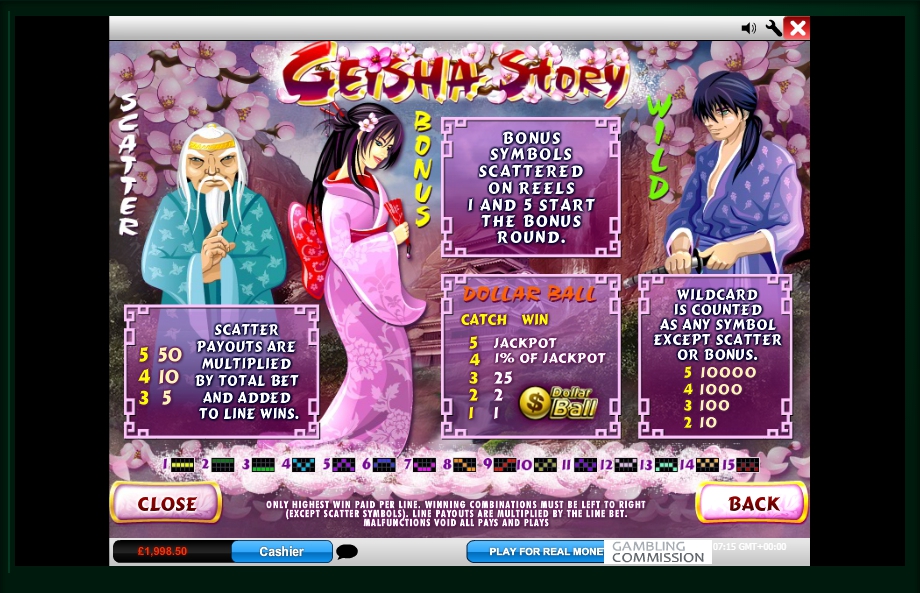 GEISHA STORY
SCATTER
BONUS
WILD
BONUS
SYMBOLS
SCATTERED
ON REELS
1 AND 5 START
THE BONUS
ROUND.
SCATTER
PAYOUTS ARE
MULTIPLIED
BY TOTAL BET
AND ADDED
TO LINE WINS.
5 50
4 10
3 5
DOLLAR BALL
CATCH WIN
5 JACKPOT
4 1% OF JACKPOT
3 25
2 2
1 1
$ Dollar
Ball
WILDCARD
IS COUNTED
AS ANY SYMBOL
EXCEPT SCATTER
OR BONUS.
5 10000
4 1000
3 100
2 10
1 2 3 4 5 6 7 8 9 10 11 12 13 14 15
CLOSE
ONLY HIGHEST WIN PAID PER LINE. WINNING COMBINATIONS MUST BE LEFT TO RIGHT
(EXCEPT SCATTER SYMBOLS). LINE PAYOUTS ARE MULTIPLIED BY THE LINE BET.
MALFUNCTIONS VOID ALL PAYS AND PLAYS
BACK
£1,998.50
Cashier
PLAY FOR REAL MONE
GAMBLING
COMMISSION
07:15 GMT+00:00